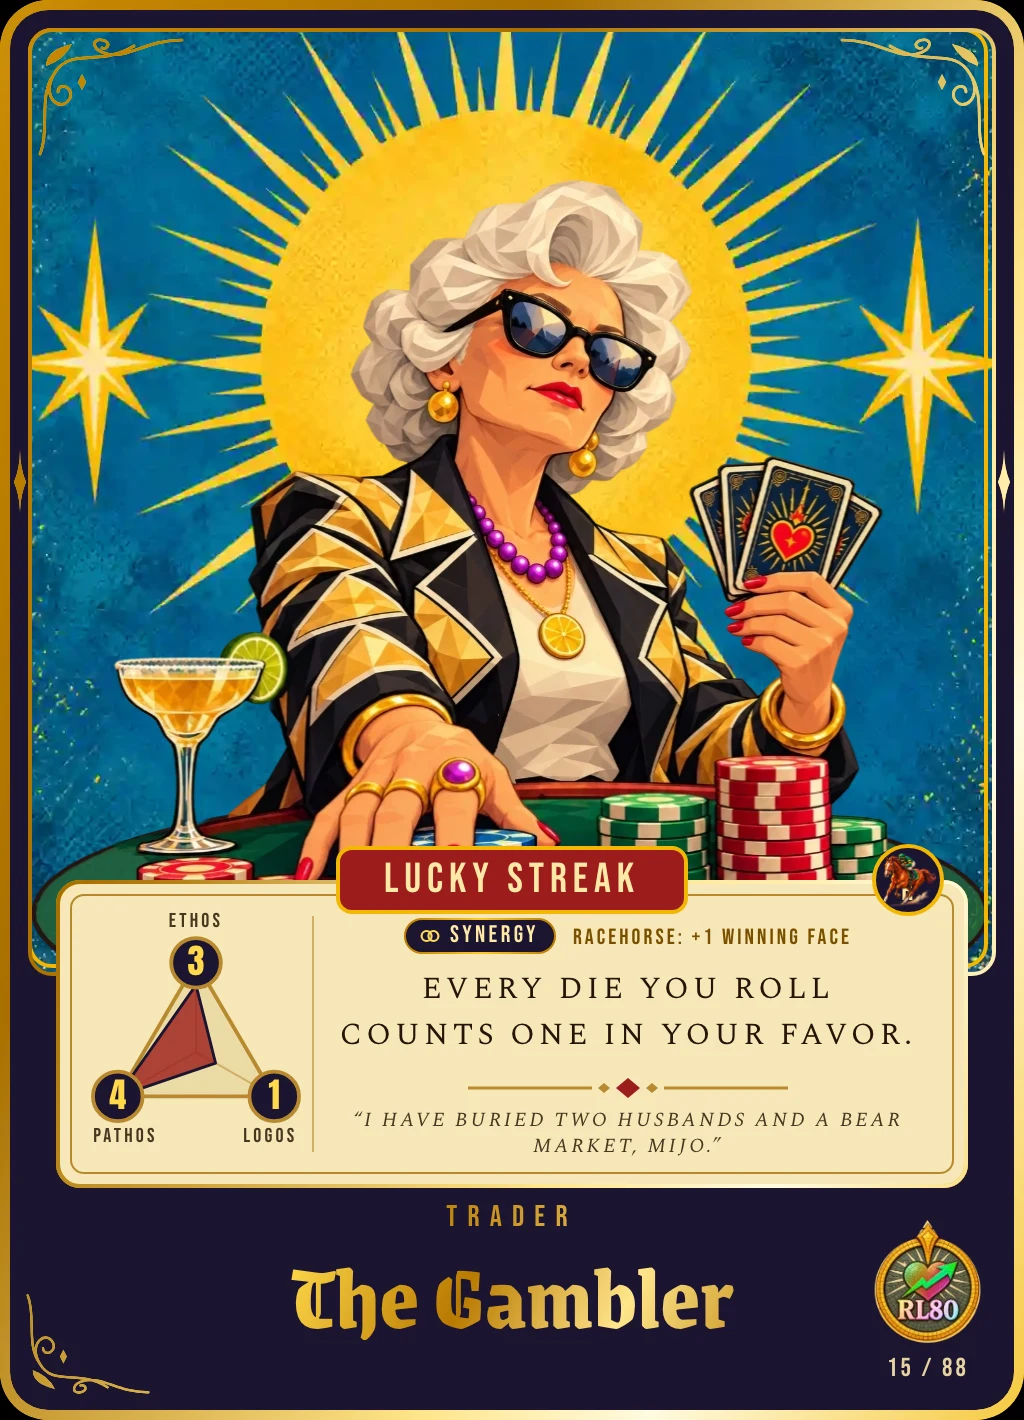 LUCKY STREAK
ETHOS
3
4
PATHOS
1
LOGOS
SYNERGY RACEHORSE: +1 WINNING FACE
EVERY DIE YOU ROLL
COUNTS ONE IN YOUR FAVOR.
“I HAVE BURIED TWO HUSBANDS AND A BEAR
MARKET, MIJO.”
TRADER
The Gambler
RL80
15 / 88